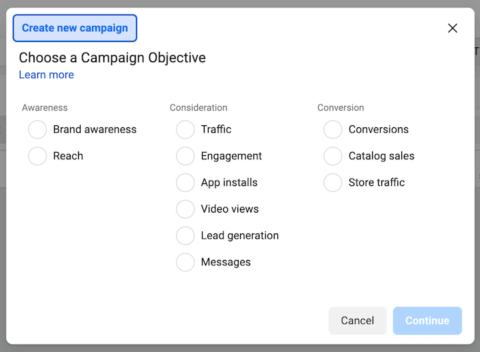 Create new campaign
Choose a Campaign Objective
Learn more
Awareness
Brand awareness
Reach
Consideration
Traffic
Engagement
App installs
Video views
Lead generation
Messages
Conversion
Conversions
Catalog sales
Store traffic
Cancel
Continue